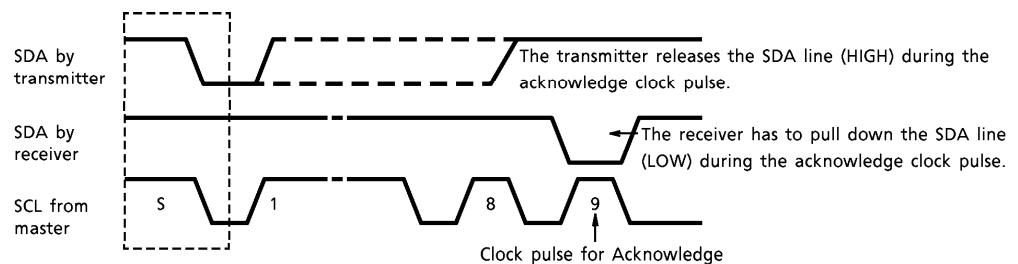 SDA by
transmitter
The transmitter releases the SDA line (HIGH) during the
acknowledge clock pulse.
SDA by
receiver
The receiver has to pull down the SDA line
(LOW) during the acknowledge clock pulse.
SCL from
master
S
1
8
9
Clock pulse for Acknowledge